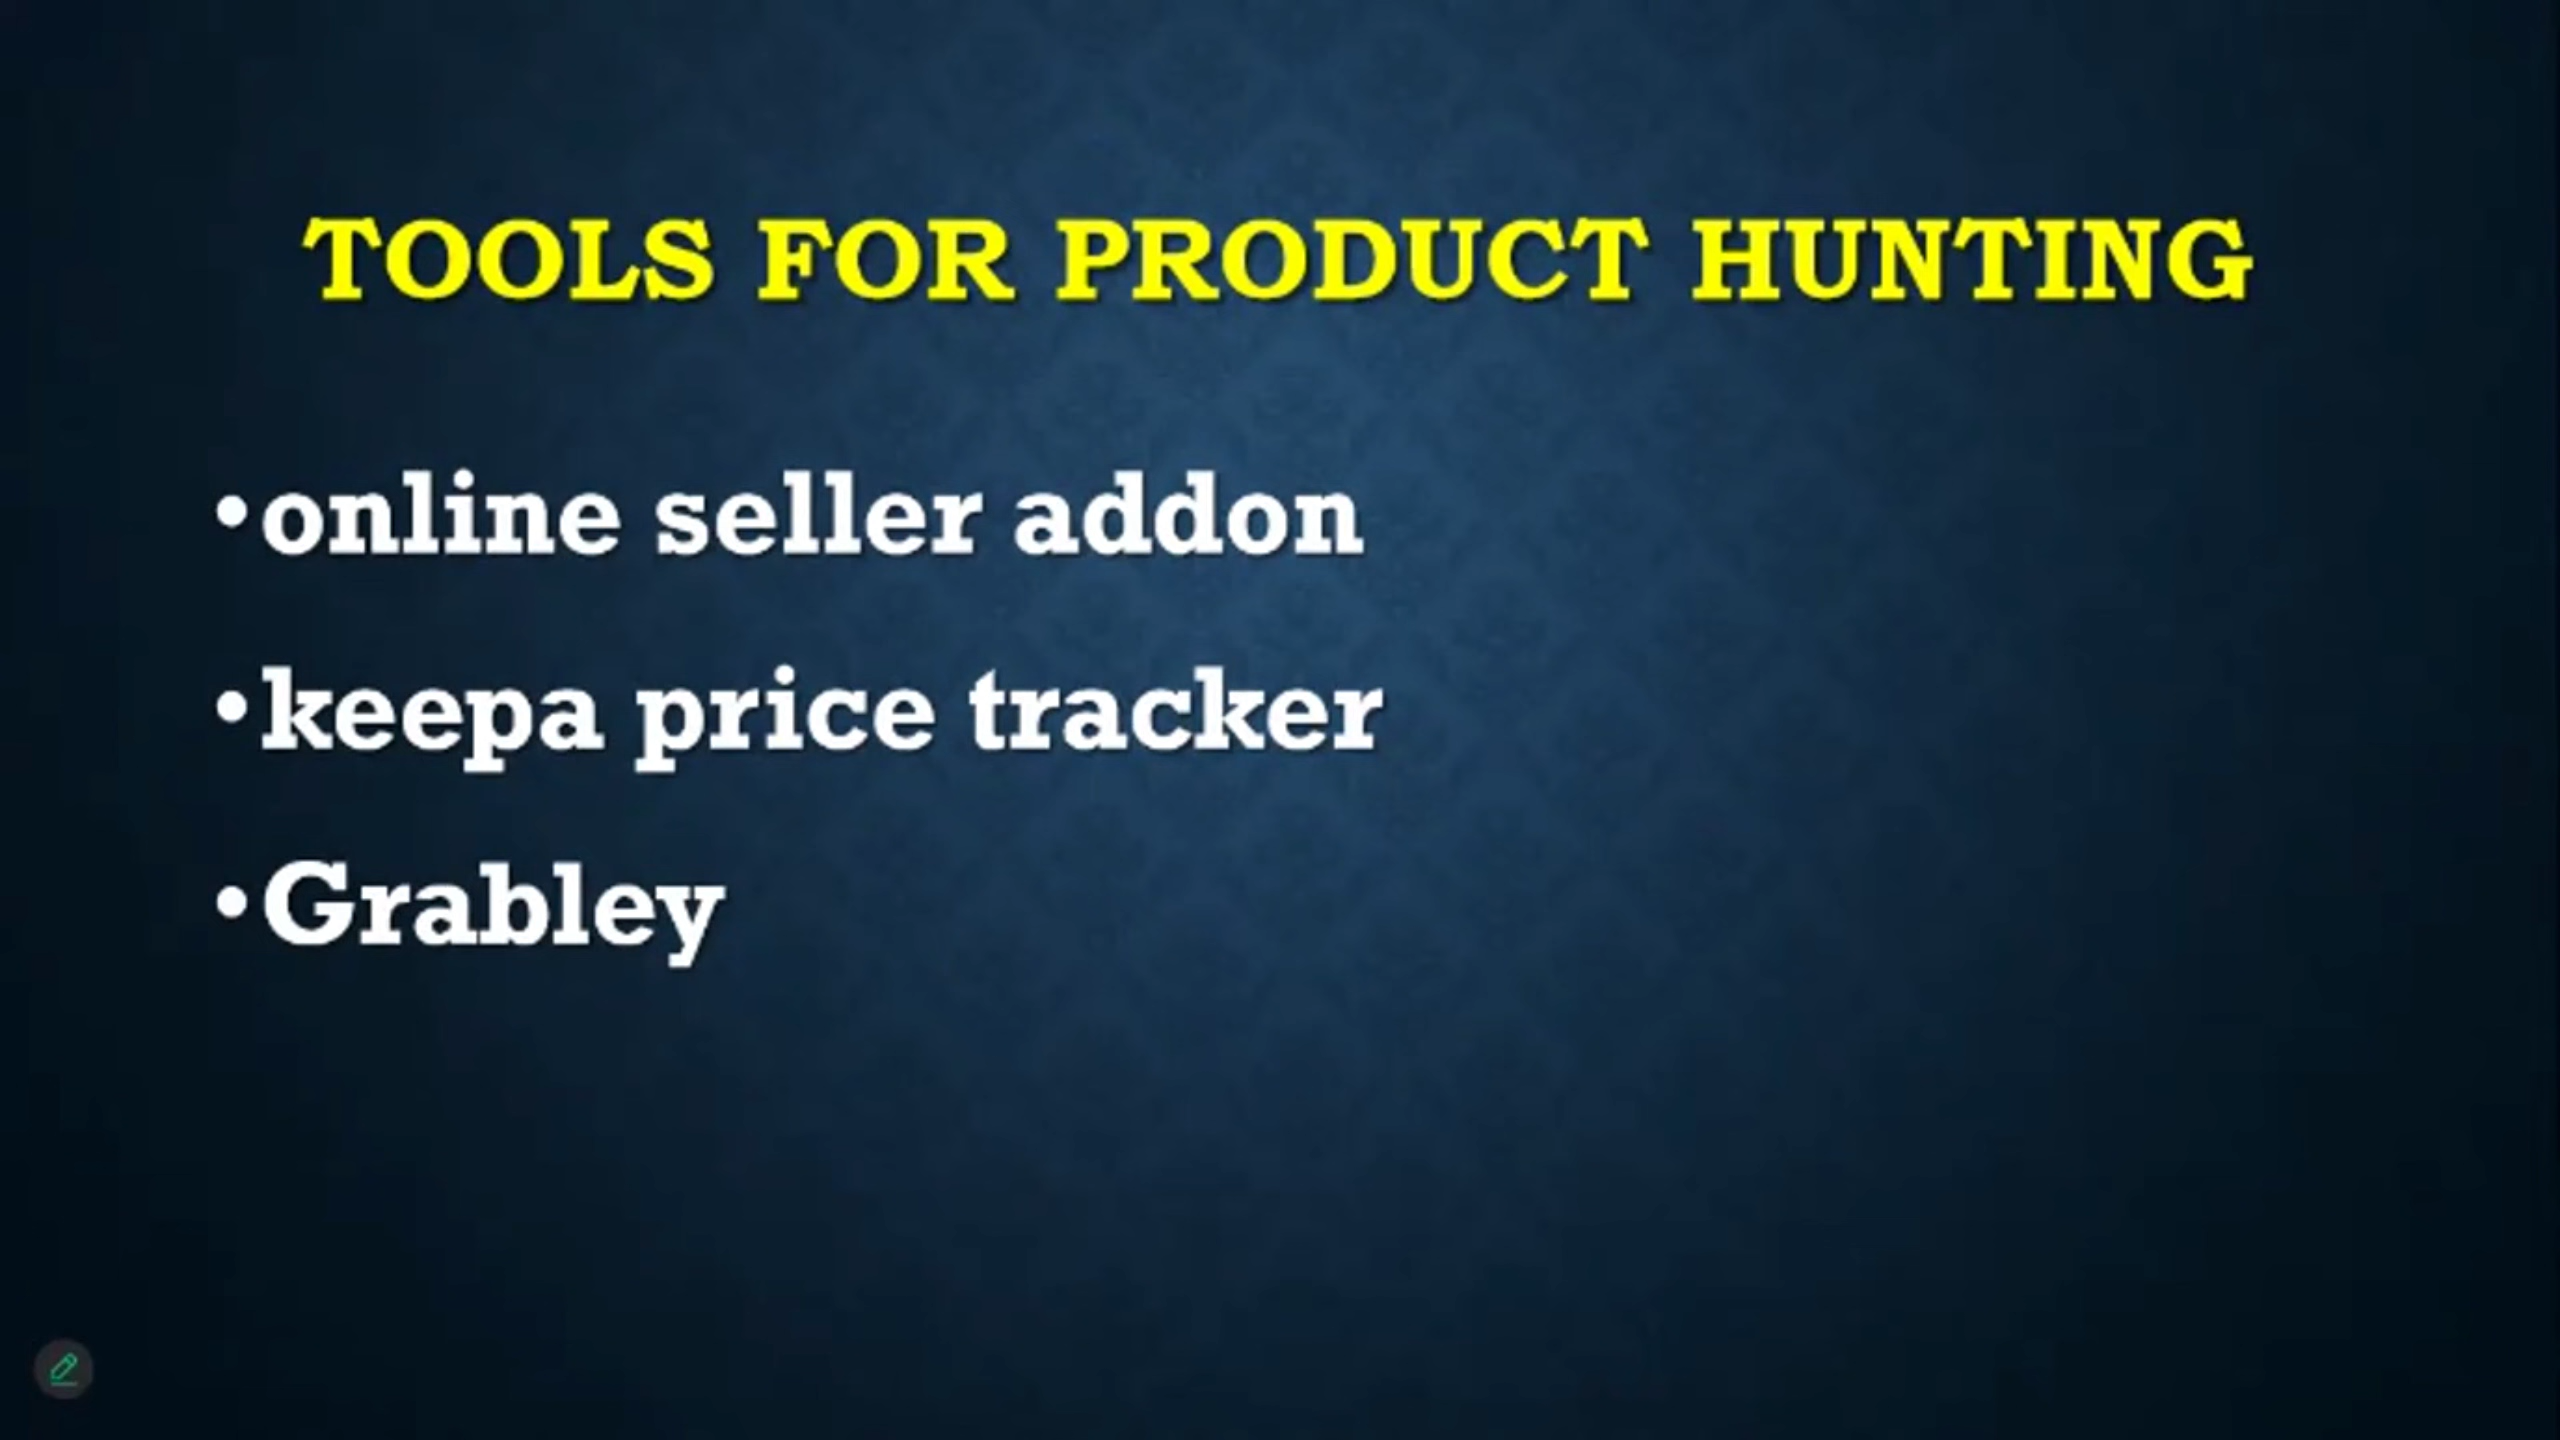 TOOLS FOR PRODUCT HUNTING
•online seller addon
•keepa price tracker
•Grabley